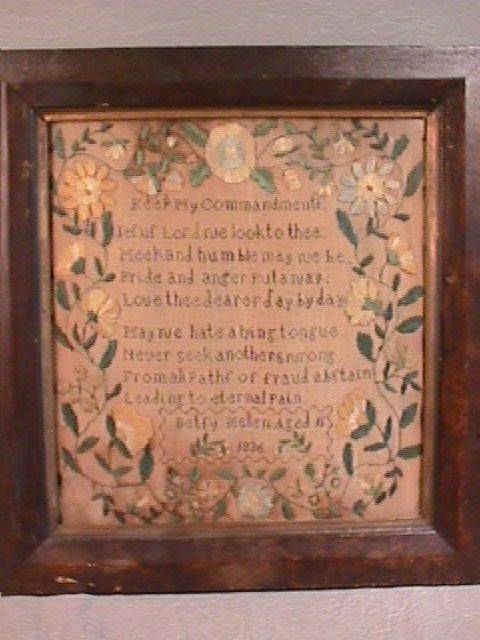 Keep My Commandments.
Iesus Lord we look to thee.
Meek and humble may we be.
Pride and anger put away.
Love thee dearer day by day
May we hate a lying tongue.
Never seek anothers wrong.
From all Paths of fraud abstain
Leading to eternal Pain.
Betsy Helen Aged 11
1836